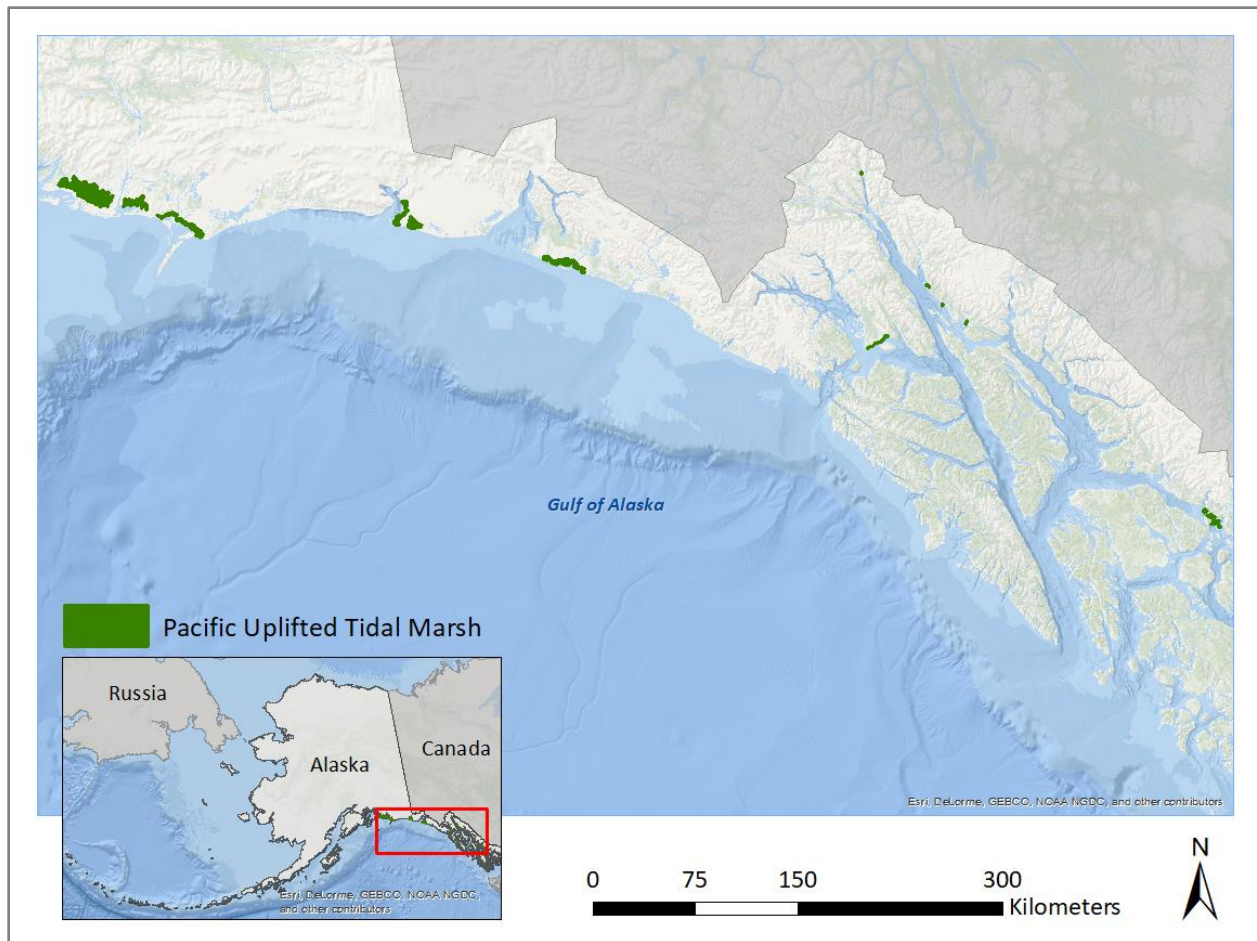 Gulf of Alaska
Pacific Uplifted Tidal Marsh
Russia
Alaska
Canada
Esri, DeLorme, GEBCO, NOAA NGDC,
and other contributors
Esri, DeLorme, GEBCO, NOAA NGDC, and other contributors
N
0 75 150 300
Kilometers